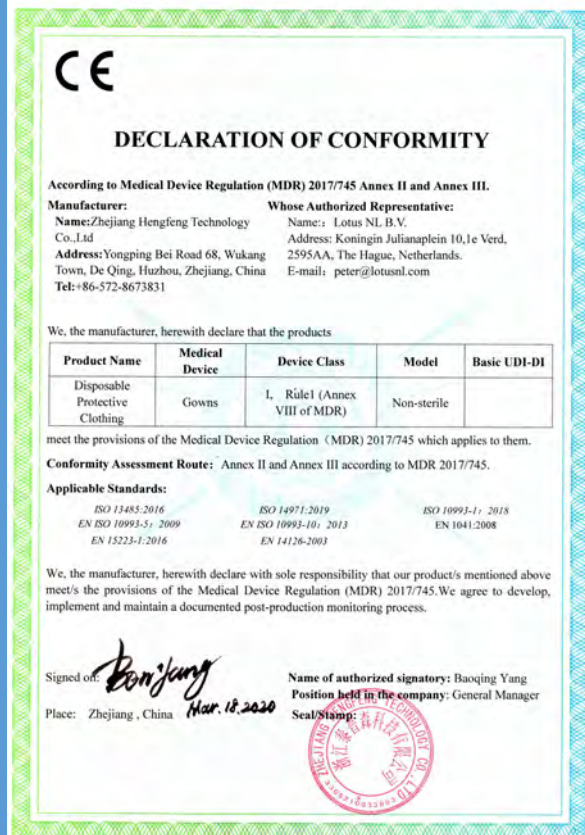 CE
DECLARATION OF CONFORMITY
According to Medical Device Regulation (MDR) 2017/745 Annex II and Annex III.
Manufacturer:
Name:Zhejiang Hengfeng Technology
Co.,Ltd
Address:Yongping Bei Road 68, Wukang
Town, De Qing, Huzhou, Zhejiang, China
Tel:+86-572-8673831
Whose Authorized Representative:
Name:: Lotus NL B.V.
Address: Koningin Julianaplein 10,1e Verd,
2595AA, The Hague, Netherlands.
E-mail: peter@lotusnl.com
We, the manufacturer, herewith declare that the products
Product Name Medical Device Device Class Model Basic UDI-DI
Disposable Protective Clothing Gowns I, Rule1 (Annex VIII of MDR) Non-sterile
meet the provisions of the Medical Device Regulation (MDR) 2017/745 which applies to them.
Conformity Assessment Route: Annex II and Annex III according to MDR 2017/745.
Applicable Standards:
ISO 13485:2016 ISO 14971:2019 ISO 10993-1: 2018
EN ISO 10993-5: 2009 EN ISO 10993-10: 2013 EN 1041:2008
EN 15223-1:2016 EN 14126-2003
We, the manufacturer, herewith declare with sole responsibility that our product/s mentioned above
meet/s the provisions of the Medical Device Regulation (MDR) 2017/745.We agree to develop,
implement and maintain a documented post-production monitoring process.
Signed on:
Place: Zhejiang , China Mar. 18.2020
Name of authorized signatory: Baoqing Yang
Position held in the company: General Manager
Seal/Stamp:
ZHEJIANG HENGFENG TECHNOLOGY CO.,LTD